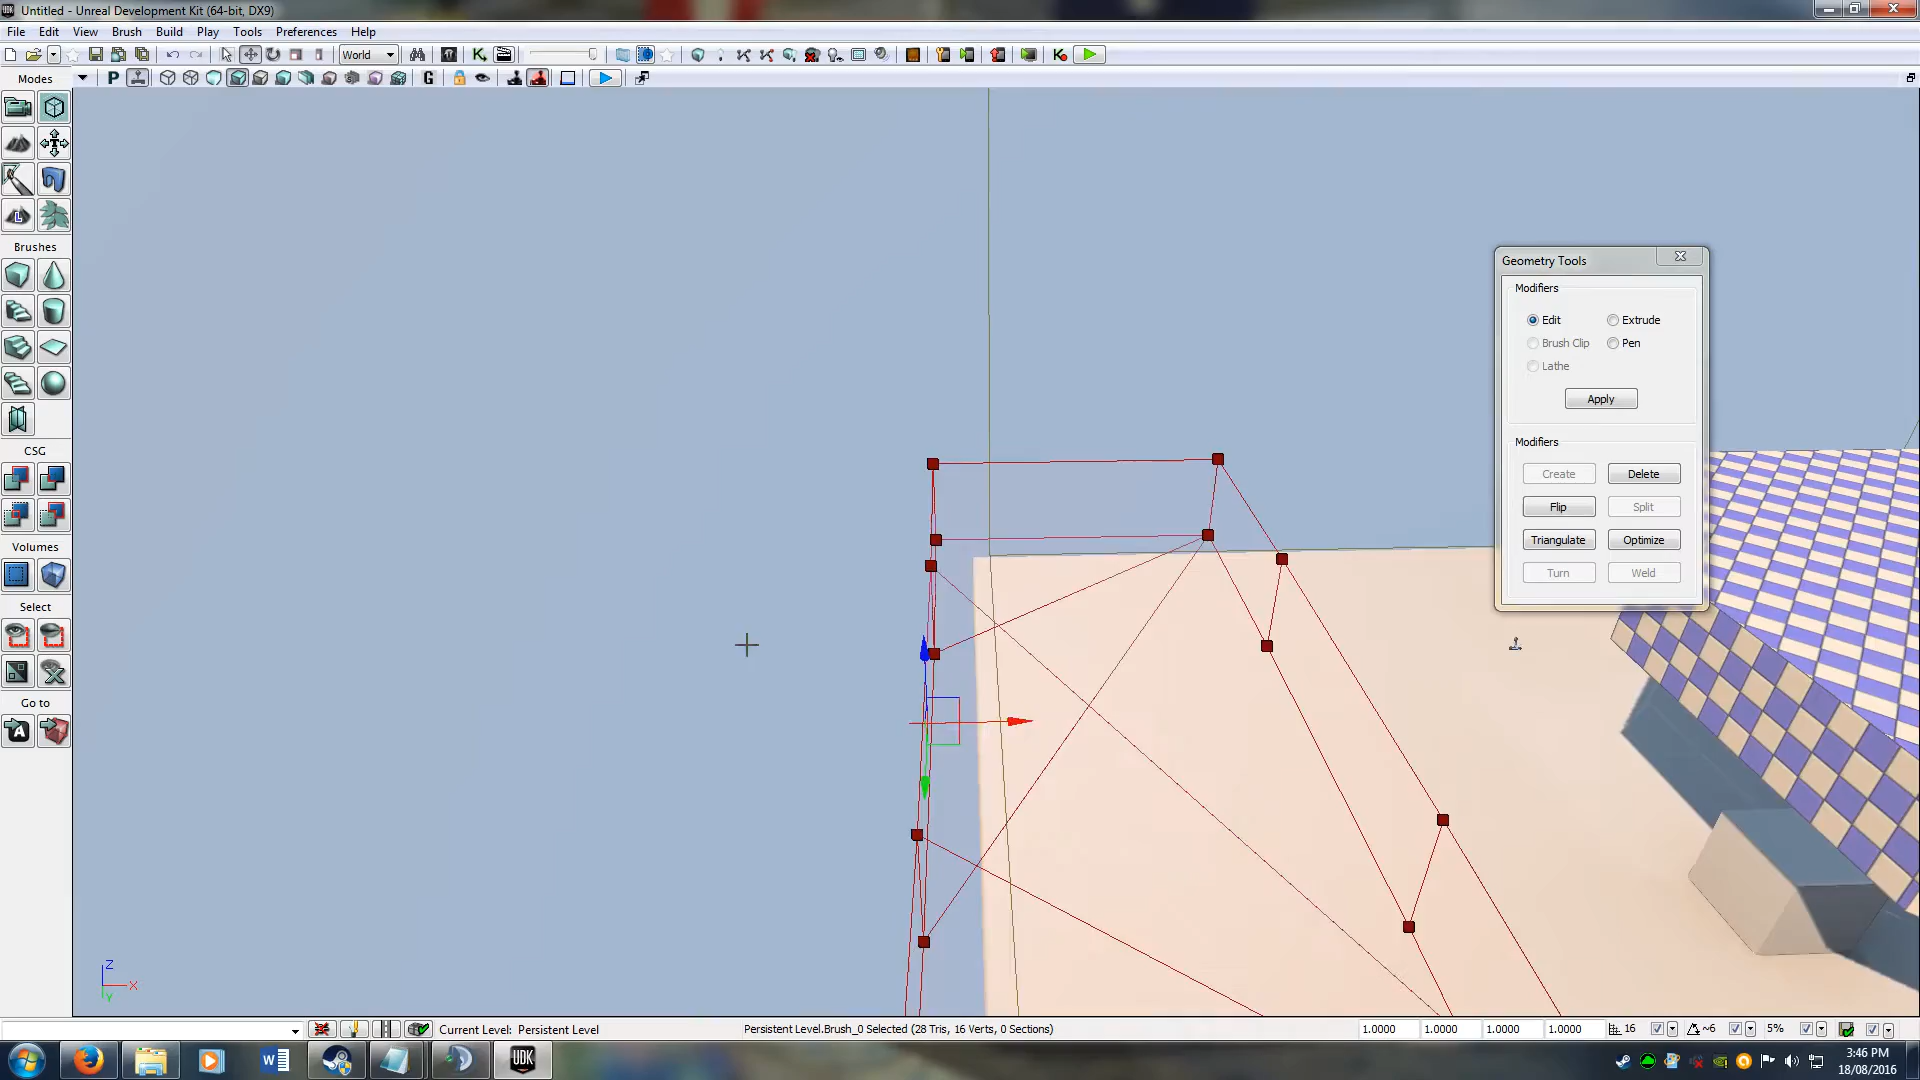 Untitled - Unreal Development Kit (64-bit, DX9)
File Edit View Brush Build Play Tools Preferences Help
World
Modes
P
G
L
Brushes
CSG
Volumes
Select
Go to
A
Geometry Tools
Modifiers
Edit Extrude
Brush Clip Pen
Lathe
Apply
Modifiers
Create Delete
Flip Split
Triangulate Optimize
Turn Weld
Z
X
Y
Current Level: Persistent Level
Persistent Level.Brush_0 Selected (28 Tris, 16 Verts, 0 Sections)
1.0000 1.0000 1.0000 1.0000 16 ~6 5%
UDK
3:46 PM
18/08/2016